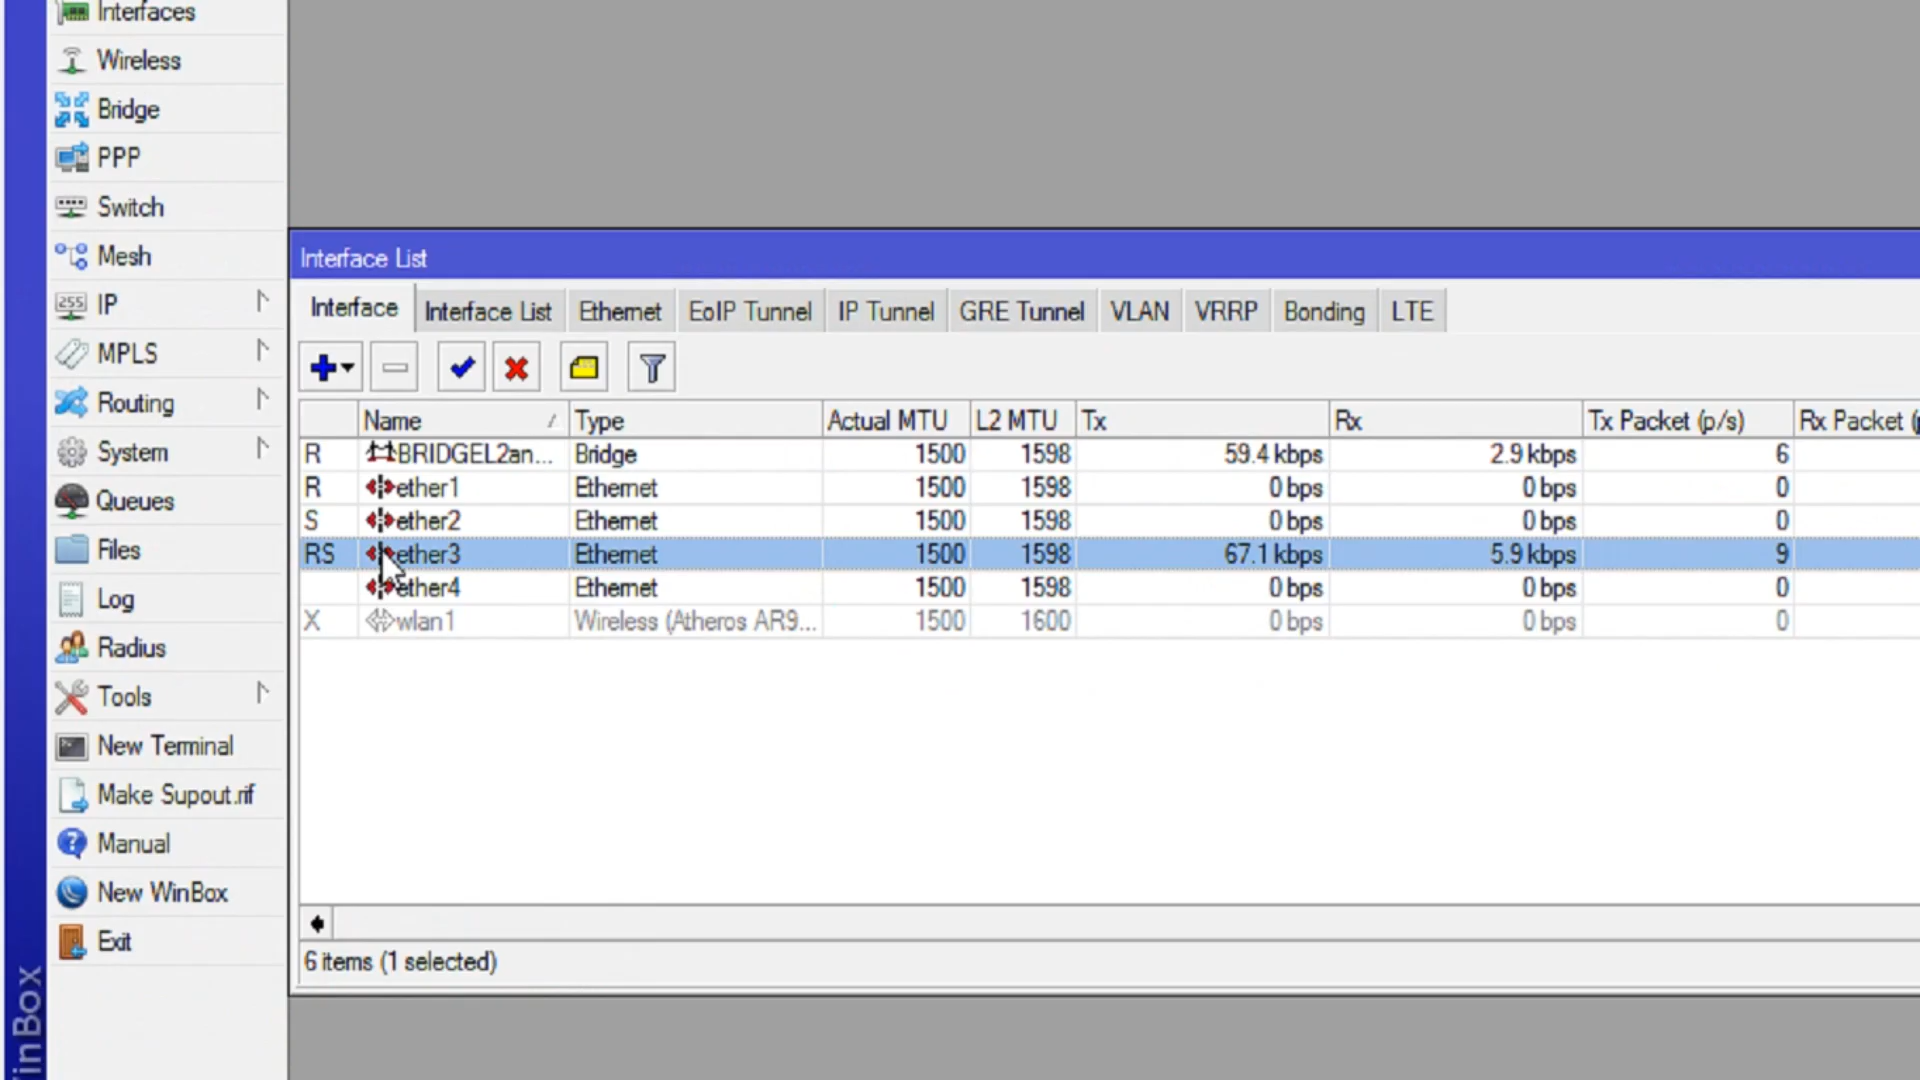 Interfaces
Wireless
Bridge
PPP
Switch
Mesh
255 IP
MPLS
Routing
System
Queues
Files
Log
Radius
Tools
New Terminal
Make Supout.rif
Manual
New WinBox
Exit
inBox
Interface List
Interface Interface List Ethernet EoIP Tunnel IP Tunnel GRE Tunnel VLAN VRRP Bonding LTE
Name Type Actual MTU L2 MTU Tx Rx Tx Packet (p/s) Rx Packet (p
R BRIDGEL2an... Bridge 1500 1598 59.4 kbps 2.9 kbps 6
R ether1 Ethernet 1500 1598 0 bps 0 bps 0
S ether2 Ethernet 1500 1598 0 bps 0 bps 0
RS ether3 Ethernet 1500 1598 67.1 kbps 5.9 kbps 9
ether4 Ethernet 1500 1598 0 bps 0 bps 0
X wlan1 Wireless (Atheros AR9... 1500 1600 0 bps 0 bps 0
6 items (1 selected)